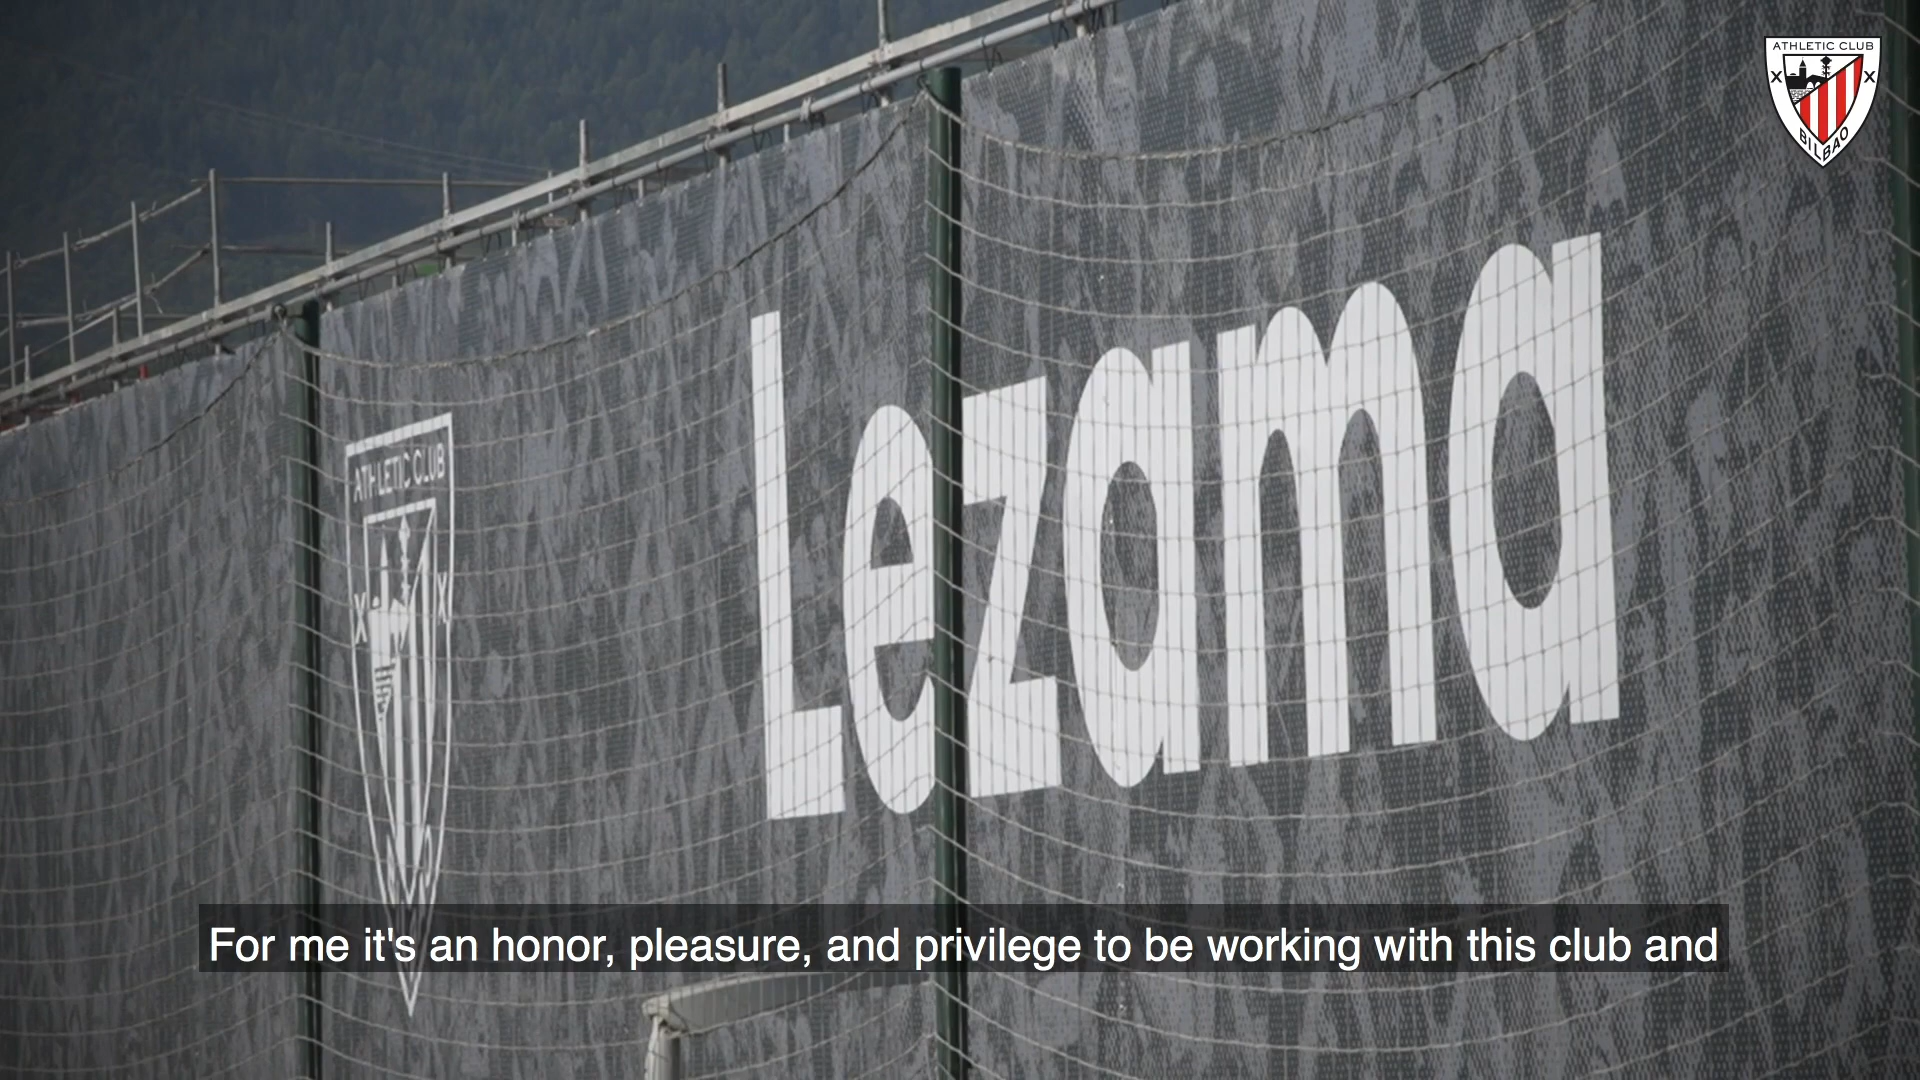 ATHLETIC CLUB
BILBAO
Lezama
ATHLETIC CLUB
For me it's an honor, pleasure, and privilege to be working with this club and